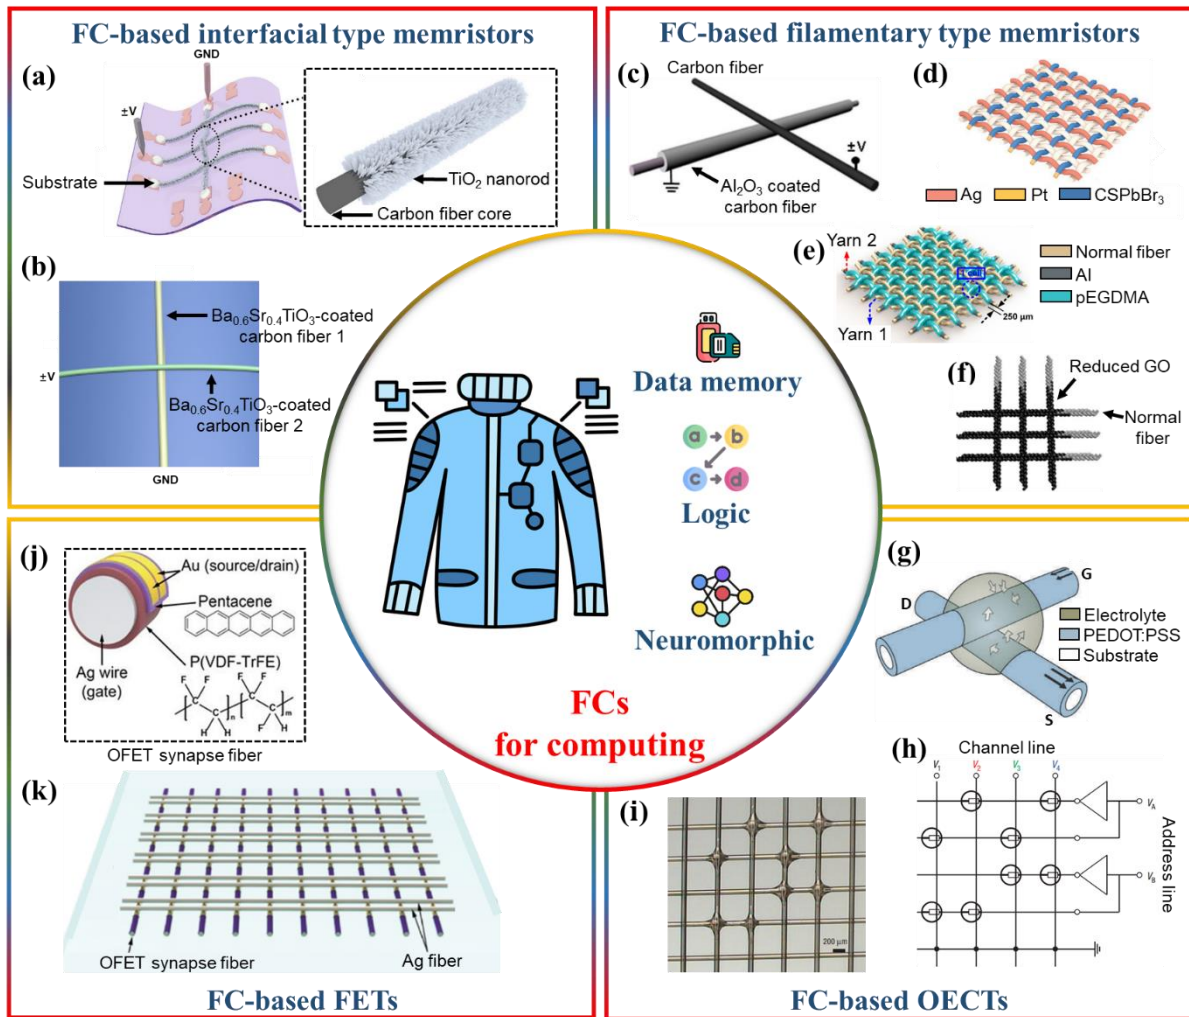 FC-based interfacial type memristors
(a)
GND
±V
Substrate
TiO2 nanorod
Carbon fiber core
(b)
Ba0.6Sr0.4TiO3-coated
carbon fiber 1
±V
Ba0.6Sr0.4TiO3-coated
carbon fiber 2
GND
FC-based filamentary type memristors
(c)
Carbon fiber
±V
Al2O3 coated
carbon fiber
(d)
Ag
Pt
CSPbBr3
(e)
Yarn 2
Yarn 1
250 μm
Normal fiber
Al
pEGDMA
(f)
Reduced GO
Normal
fiber
Data memory
a
b
c
d
Logic
Neuromorphic
FCs
for computing
(j)
Au (source/drain)
Pentacene
P(VDF-TrFE)
Ag wire
(gate)
F
F
F
F
n
m
H
H
F
H
OFET synapse fiber
(k)
OFET synapse fiber
Ag fiber
FC-based FETs
(g)
G
D
S
Electrolyte
PEDOT:PSS
Substrate
(h)
Channel line
V1
V2
V3
V4
VA
VB
Address line
(i)
200 μm
FC-based OECTs